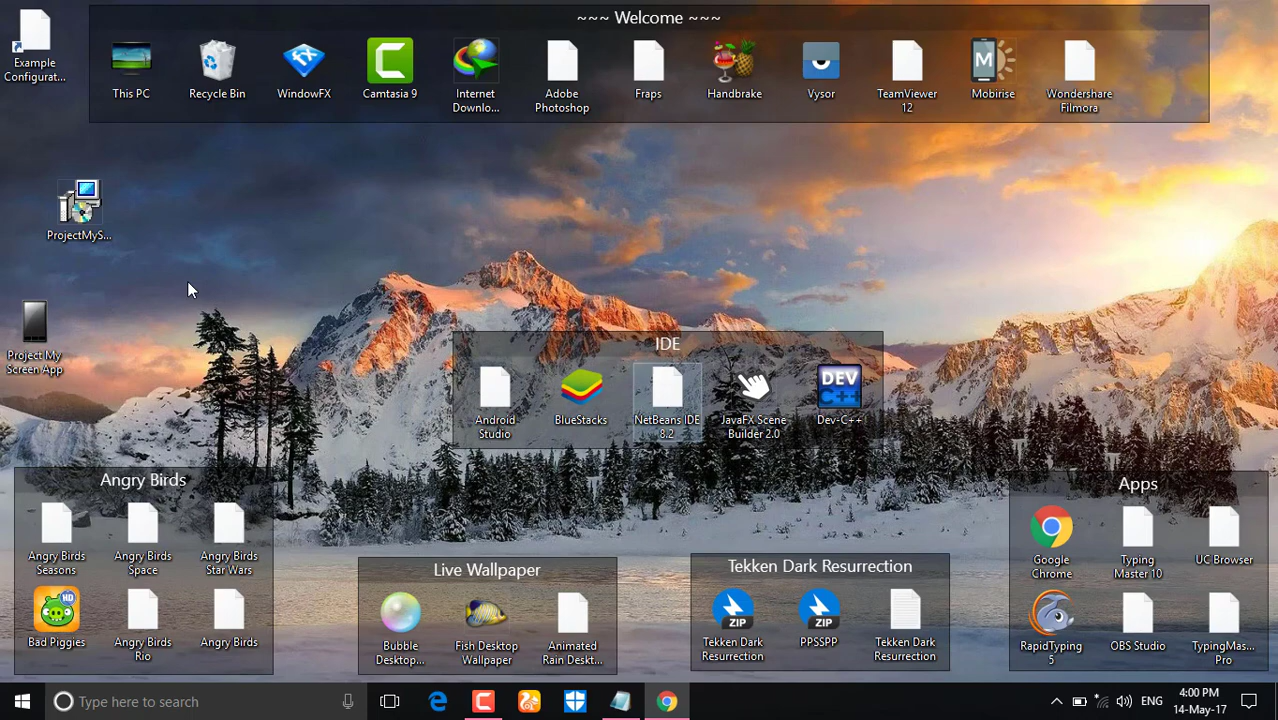 ~~~ Welcome ~~~
Example
Configurat...
This PC
Recycle Bin
WindowFX
Camtasia 9
Internet
Downlo...
Adobe
Photoshop
Fraps
Handbrake
Vysor
TeamViewer
12
M
Mobirise
Wondershare
Filmora
ProjectMyS...
Project My
Screen App
IDE
Android
Studio
BlueStacks
NetBeans IDE
8.2
JavaFX Scene
Builder 2.0
DEV
C++
Dev-C++
Angry Birds
Angry Birds
Seasons
Angry Birds
Space
Angry Birds
Star Wars
HD
Bad Piggies
Angry Birds
Rio
Angry Birds
Live Wallpaper
Bubble
Desktop...
Fish Desktop
Wallpaper
Animated
Rain Deskt...
Tekken Dark Resurrection
ZIP
Tekken Dark
Resurrection
ZIP
PPSSPP
Tekken Dark
Resurrection
Apps
Google
Chrome
Typing
Master 10
UC Browser
RapidTyping
5
OBS Studio
TypingMas...
Pro
Type here to search
ENG
4:00 PM
14-May-17